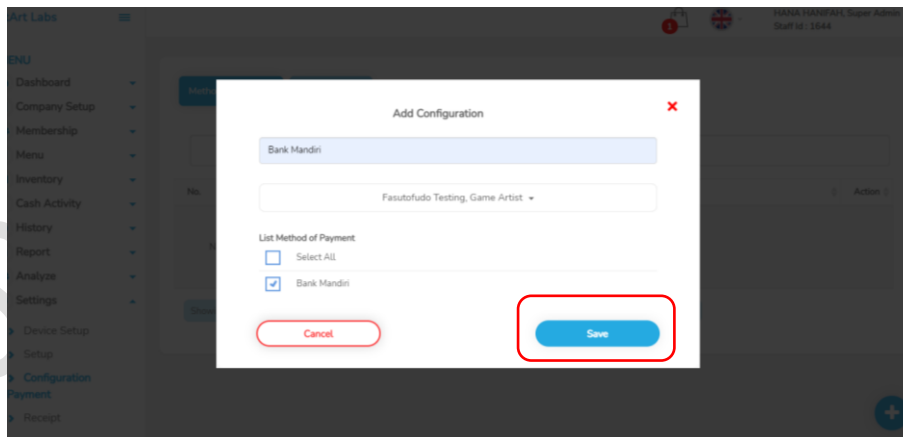 Art Labs
HANA HANIFAH, Super Admin
Staff Id : 1644
1
MENU
Dashboard
Company Setup
Membership
Menu
Inventory
Cash Activity
History
Report
Analyze
Settings
Device Setup
Setup
Configuration
Payment
Receipt
No.
Action
Add Configuration
Bank Mandiri
Fasutofudo Testing, Game Artist
List Method of Payment
Select All
Bank Mandiri
Cancel
Save